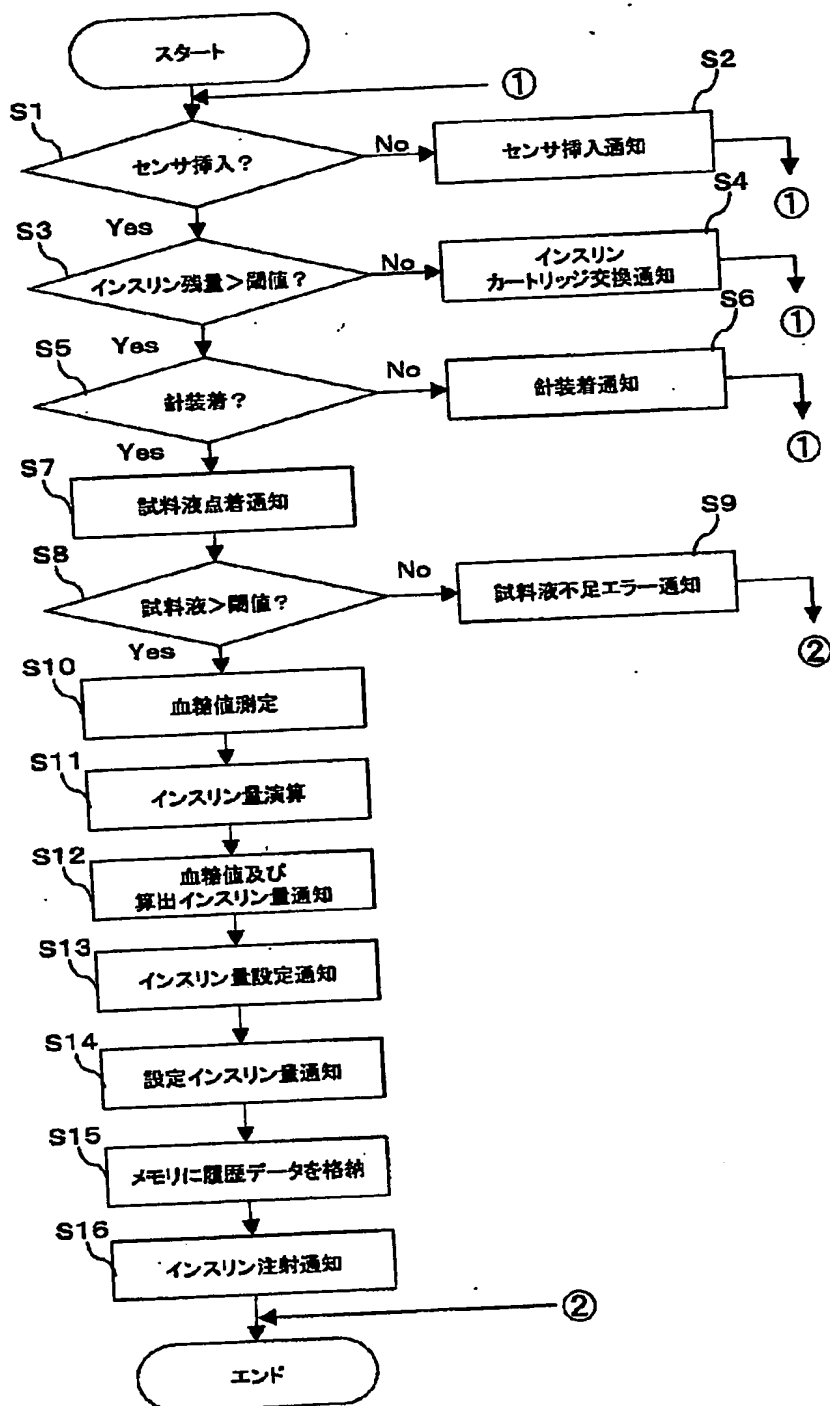 スタート
①
S1
センサ挿入?
No
S2
センサ挿入通知
①
Yes
S3
インスリン残量>閾値?
No
S4
インスリン
カートリッジ交換通知
①
Yes
S5
針装着?
No
S6
針装着通知
①
Yes
S7
試料液点着通知
S8
試料液>閾値?
No
S9
試料液不足エラー通知
②
Yes
S10
血糖値測定
S11
インスリン量演算
S12
血糖値及び
算出インスリン量通知
S13
インスリン量設定通知
S14
設定インスリン量通知
S15
メモリに履歴データを格納
S16
インスリン注射通知
②
エンド